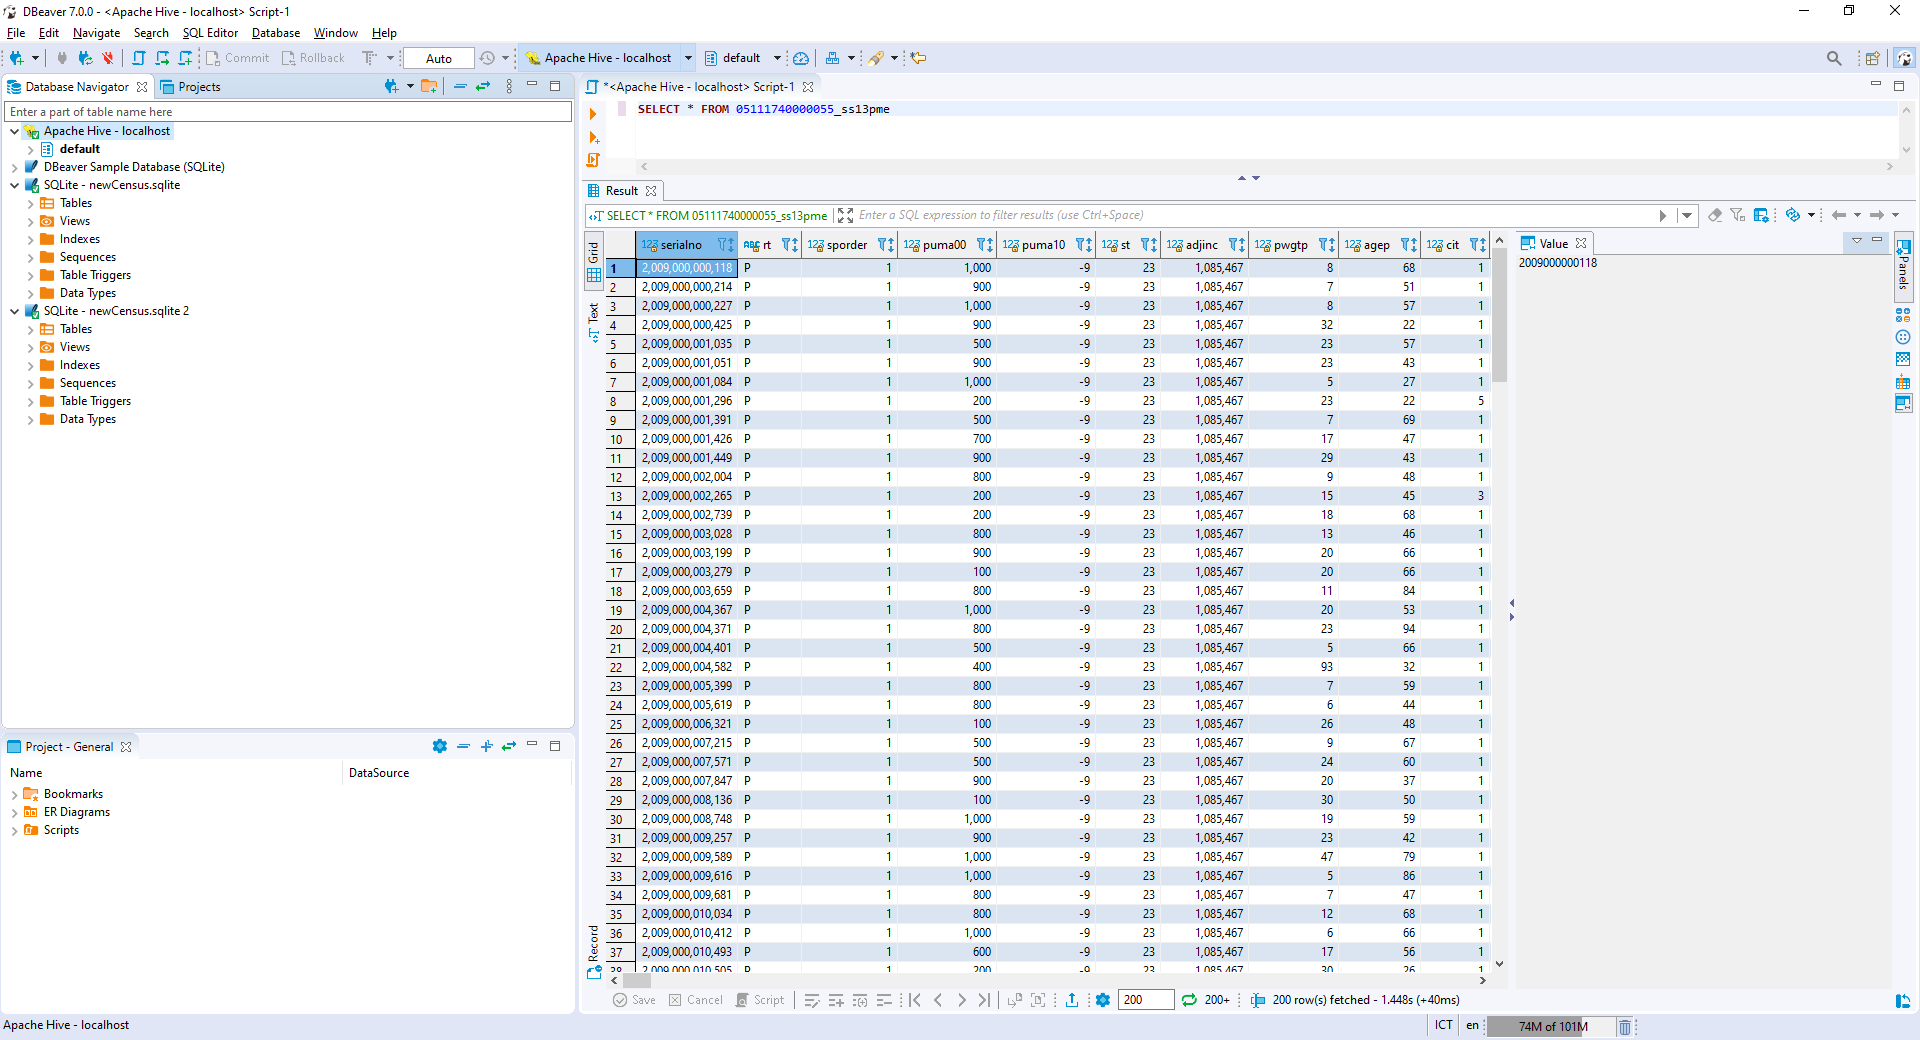 DBeaver 7.0.0 - <Apache Hive - localhost> Script-1
File Edit Navigate Search SQL Editor Database Window Help
Commit Rollback Auto Apache Hive - localhost default
Database Navigator Projects
Enter a part of table name here
Apache Hive - localhost
default
DBeaver Sample Database (SQLite)
SQLite - newCensus.sqlite
Tables
Views
Indexes
Sequences
Table Triggers
Data Types
SQLite - newCensus.sqlite 2
Tables
Views
Indexes
Sequences
Table Triggers
Data Types
Project - General
Name DataSource
Bookmarks
ER Diagrams
Scripts
*<Apache Hive - localhost> Script-1
SELECT * FROM 05111740000055_ss13pme
Result
SELECT * FROM 05111740000055_ss13pme Enter a SQL expression to filter results (use Ctrl+Space)
Grid
Text
Record
123 serialno ABC rt 123 sporder 123 puma00 123 puma10 123 st 123 adjinc 123 pwgtp 123 agep 123 cit
1 2,009,000,000,118 P 1 1,000 -9 23 1,085,467 8 68 1
2 2,009,000,000,214 P 1 900 -9 23 1,085,467 7 51 1
3 2,009,000,000,227 P 1 1,000 -9 23 1,085,467 8 57 1
4 2,009,000,000,425 P 1 900 -9 23 1,085,467 32 22 1
5 2,009,000,001,035 P 1 500 -9 23 1,085,467 23 57 1
6 2,009,000,001,051 P 1 900 -9 23 1,085,467 23 43 1
7 2,009,000,001,084 P 1 1,000 -9 23 1,085,467 5 27 1
8 2,009,000,001,296 P 1 200 -9 23 1,085,467 23 22 5
9 2,009,000,001,391 P 1 500 -9 23 1,085,467 7 69 1
10 2,009,000,001,426 P 1 700 -9 23 1,085,467 17 47 1
11 2,009,000,001,449 P 1 900 -9 23 1,085,467 29 43 1
12 2,009,000,002,004 P 1 800 -9 23 1,085,467 9 48 1
13 2,009,000,002,265 P 1 200 -9 23 1,085,467 15 45 3
14 2,009,000,002,739 P 1 200 -9 23 1,085,467 18 68 1
15 2,009,000,003,028 P 1 800 -9 23 1,085,467 13 46 1
16 2,009,000,003,199 P 1 900 -9 23 1,085,467 20 66 1
17 2,009,000,003,279 P 1 100 -9 23 1,085,467 20 66 1
18 2,009,000,003,659 P 1 800 -9 23 1,085,467 11 84 1
19 2,009,000,004,367 P 1 1,000 -9 23 1,085,467 20 53 1
20 2,009,000,004,371 P 1 800 -9 23 1,085,467 23 94 1
21 2,009,000,004,401 P 1 500 -9 23 1,085,467 5 66 1
22 2,009,000,004,582 P 1 400 -9 23 1,085,467 93 32 1
23 2,009,000,005,399 P 1 800 -9 23 1,085,467 7 59 1
24 2,009,000,005,619 P 1 800 -9 23 1,085,467 6 44 1
25 2,009,000,006,321 P 1 100 -9 23 1,085,467 26 48 1
26 2,009,000,007,215 P 1 500 -9 23 1,085,467 9 67 1
27 2,009,000,007,571 P 1 500 -9 23 1,085,467 24 60 1
28 2,009,000,007,847 P 1 900 -9 23 1,085,467 20 37 1
29 2,009,000,008,136 P 1 100 -9 23 1,085,467 30 50 1
30 2,009,000,008,748 P 1 1,000 -9 23 1,085,467 19 59 1
31 2,009,000,009,257 P 1 900 -9 23 1,085,467 23 42 1
32 2,009,000,009,589 P 1 1,000 -9 23 1,085,467 47 79 1
33 2,009,000,009,616 P 1 1,000 -9 23 1,085,467 5 86 1
34 2,009,000,009,681 P 1 800 -9 23 1,085,467 7 47 1
35 2,009,000,010,034 P 1 800 -9 23 1,085,467 12 68 1
36 2,009,000,010,412 P 1 1,000 -9 23 1,085,467 6 66 1
37 2,009,000,010,493 P 1 600 -9 23 1,085,467 17 56 1
38 2,009,000,010,505 P 1 200 -9 23 1,085,467 30 26 1
Value
2009000000118
Panels
Save Cancel Script 200 200+ 200 row(s) fetched - 1.448s (+40ms)
Apache Hive - localhost ICT en 74M of 101M